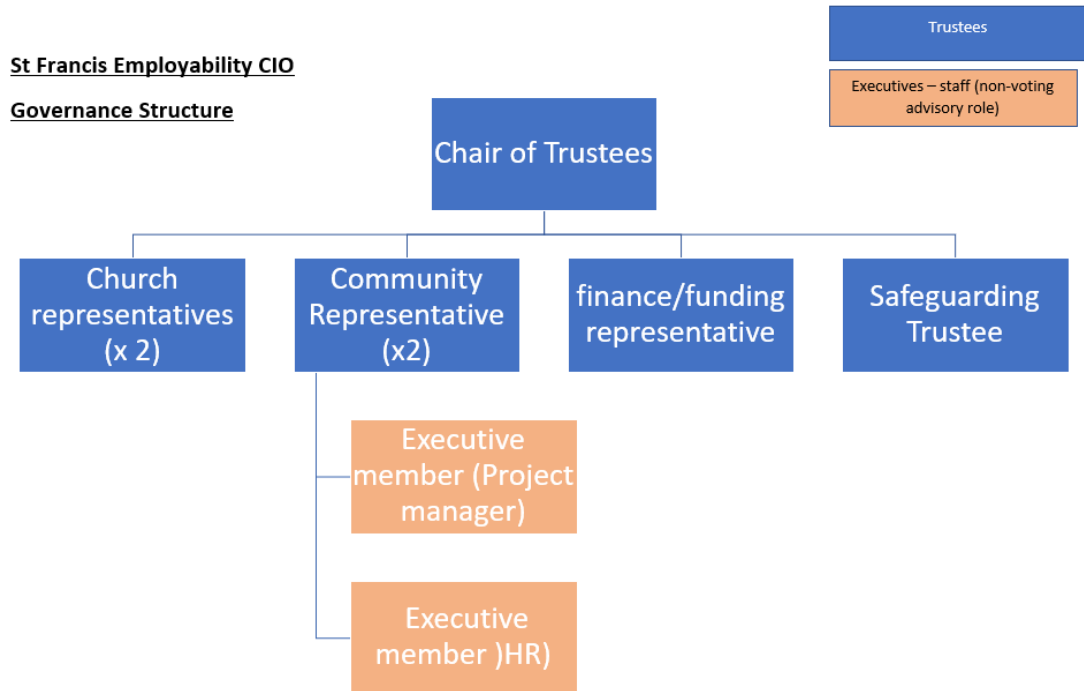 St Francis Employability CIO
Governance Structure
Trustees
Executives – staff (non-voting
advisory role)
Chair of Trustees
Church
representatives
(x 2)
Community
Representative
(x2)
finance/funding
representative
Safeguarding
Trustee
Executive
member (Project
manager)
Executive
member )HR)